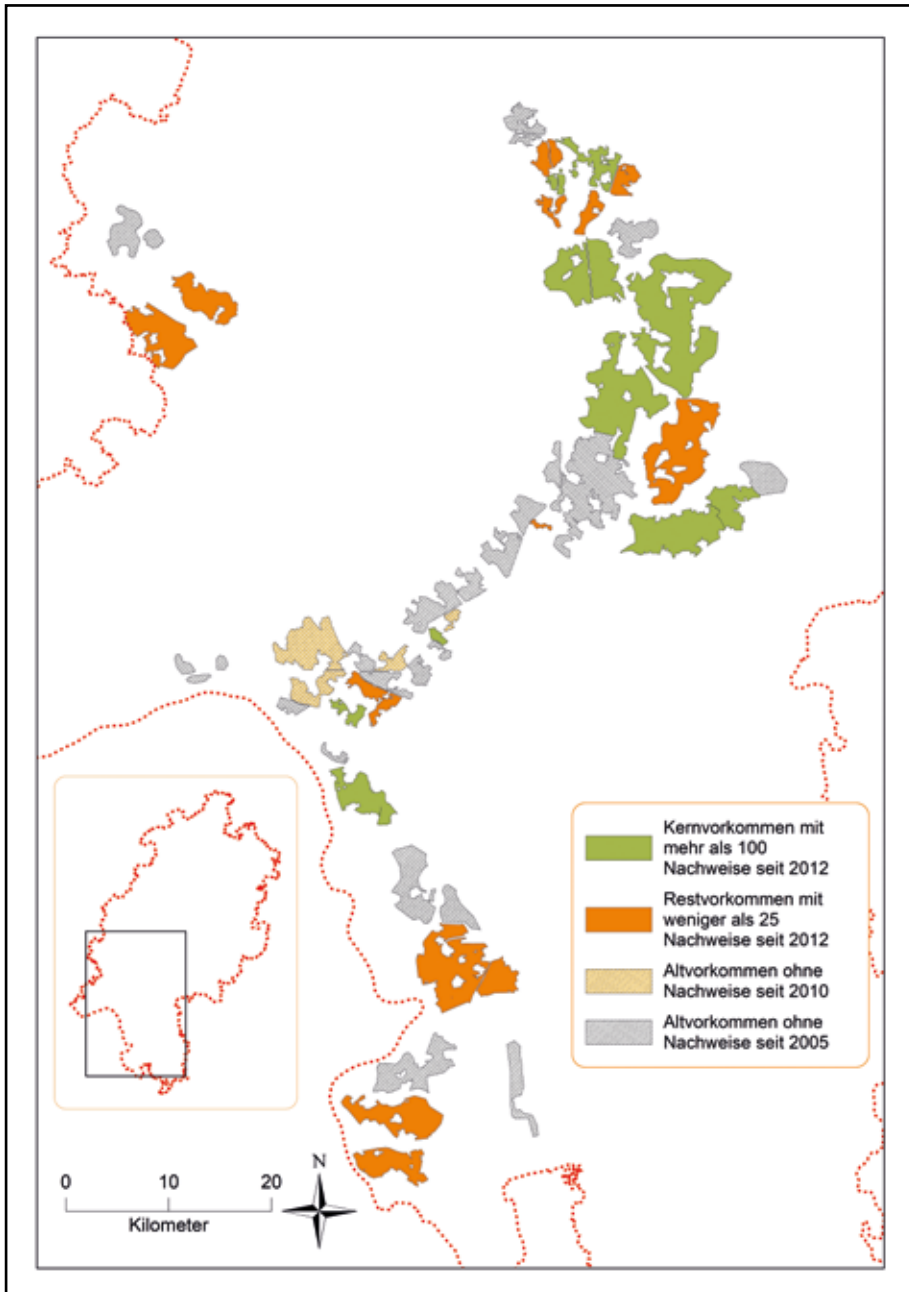 Kernvorkommen mit
mehr als 100
Nachweise seit 2012
Restvorkommen mit
weniger als 25
Nachweise seit 2012
Altvorkommen ohne
Nachweise seit 2010
Altvorkommen ohne
Nachweise seit 2005
0 10 20
Kilometer
N